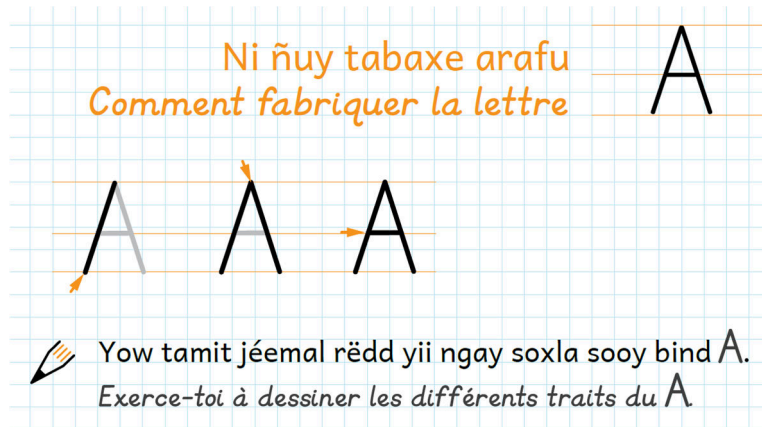 Ni ñuy tabaxe arafu A
Comment fabriquer la lettre
A A A
Yow tamit jéemal rëdd yii ngay soxla sooy bind A.
Exerce-toi à dessiner les différents traits du A.